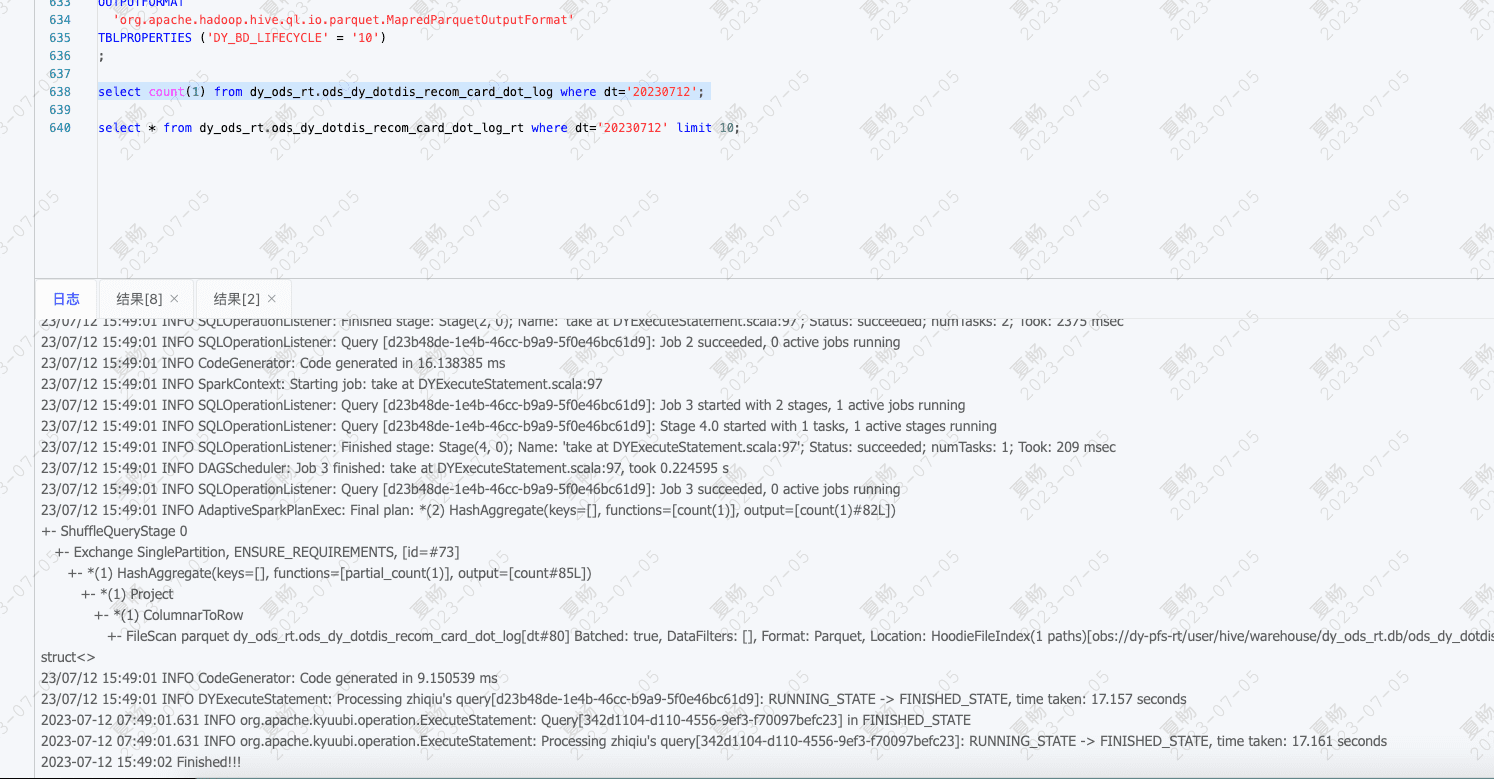 633 OUTPUTFORMAT
634 'org.apache.hadoop.hive.ql.io.parquet.MapredParquetOutputFormat'
635 TBLPROPERTIES ('DY_BD_LIFECYCLE' = '10')
636 ;
637
638 select count(1) from dy_ods_rt.ods_dy_dotdis_recom_card_dot_log where dt='20230712';
639
640 select * from dy_ods_rt.ods_dy_dotdis_recom_card_dot_log_rt where dt='20230712' limit 10;
夏畅
2023-07-05
日志 结果[8] × 结果[2] ×
23/07/12 15:49:01 INFO SQLOperationListener: Finished stage: Stage(2, 0); Name: 'take at DYExecuteStatement.scala:97'; Status: succeeded; numTasks: 2; Took: 2375 msec
23/07/12 15:49:01 INFO SQLOperationListener: Query [d23b48de-1e4b-46cc-b9a9-5f0e46bc61d9]: Job 2 succeeded, 0 active jobs running
23/07/12 15:49:01 INFO CodeGenerator: Code generated in 16.138385 ms
23/07/12 15:49:01 INFO SparkContext: Starting job: take at DYExecuteStatement.scala:97
23/07/12 15:49:01 INFO SQLOperationListener: Query [d23b48de-1e4b-46cc-b9a9-5f0e46bc61d9]: Job 3 started with 2 stages, 1 active jobs running
23/07/12 15:49:01 INFO SQLOperationListener: Query [d23b48de-1e4b-46cc-b9a9-5f0e46bc61d9]: Stage 4.0 started with 1 tasks, 1 active stages running
23/07/12 15:49:01 INFO SQLOperationListener: Finished stage: Stage(4, 0); Name: 'take at DYExecuteStatement.scala:97'; Status: succeeded; numTasks: 1; Took: 209 msec
23/07/12 15:49:01 INFO DAGScheduler: Job 3 finished: take at DYExecuteStatement.scala:97, took 0.224595 s
23/07/12 15:49:01 INFO SQLOperationListener: Query [d23b48de-1e4b-46cc-b9a9-5f0e46bc61d9]: Job 3 succeeded, 0 active jobs running
23/07/12 15:49:01 INFO AdaptiveSparkPlanExec: Final plan: *(2) HashAggregate(keys=[], functions=[count(1)], output=[count(1)#82L])
+- ShuffleQueryStage 0
+- Exchange SinglePartition, ENSURE_REQUIREMENTS, [id=#73]
+- *(1) HashAggregate(keys=[], functions=[partial_count(1)], output=[count#85L])
+- *(1) Project
+- *(1) ColumnarToRow
+- FileScan parquet dy_ods_rt.ods_dy_dotdis_recom_card_dot_log[dt#80] Batched: true, DataFilters: [], Format: Parquet, Location: HoodieFileIndex(1 paths)[obs://dy-pfs-rt/user/hive/warehouse/dy_ods_rt.db/ods_dy_dotdis
struct<>
23/07/12 15:49:01 INFO CodeGenerator: Code generated in 9.150539 ms
23/07/12 15:49:01 INFO DYExecuteStatement: Processing zhiqiu's query[d23b48de-1e4b-46cc-b9a9-5f0e46bc61d9]: RUNNING_STATE -> FINISHED_STATE, time taken: 17.157 seconds
2023-07-12 07:49:01.631 INFO org.apache.kyuubi.operation.ExecuteStatement: Query[342d1104-d110-4556-9ef3-f70097befc23] in FINISHED_STATE
2023-07-12 07:49:01.631 INFO org.apache.kyuubi.operation.ExecuteStatement: Processing zhiqiu's query[342d1104-d110-4556-9ef3-f70097befc23]: RUNNING_STATE -> FINISHED_STATE, time taken: 17.161 seconds
2023-07-12 15:49:02 Finished!!!